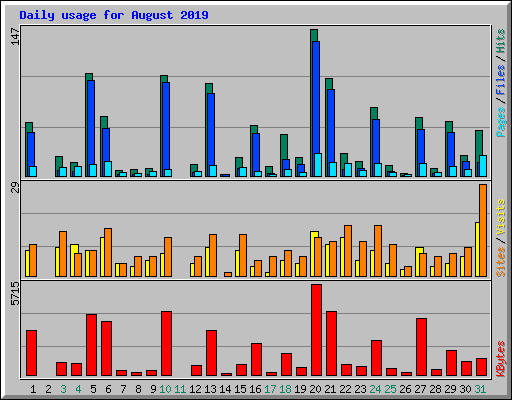 Daily usage for August 2019
147
Pages / Files / Hits
29
Sites / Visits
5715
KBytes
1 2 3 4 5 6 7 8 9 10 11 12 13 14 15 16 17 18 19 20 21 22 23 24 25 26 27 28 29 30 31